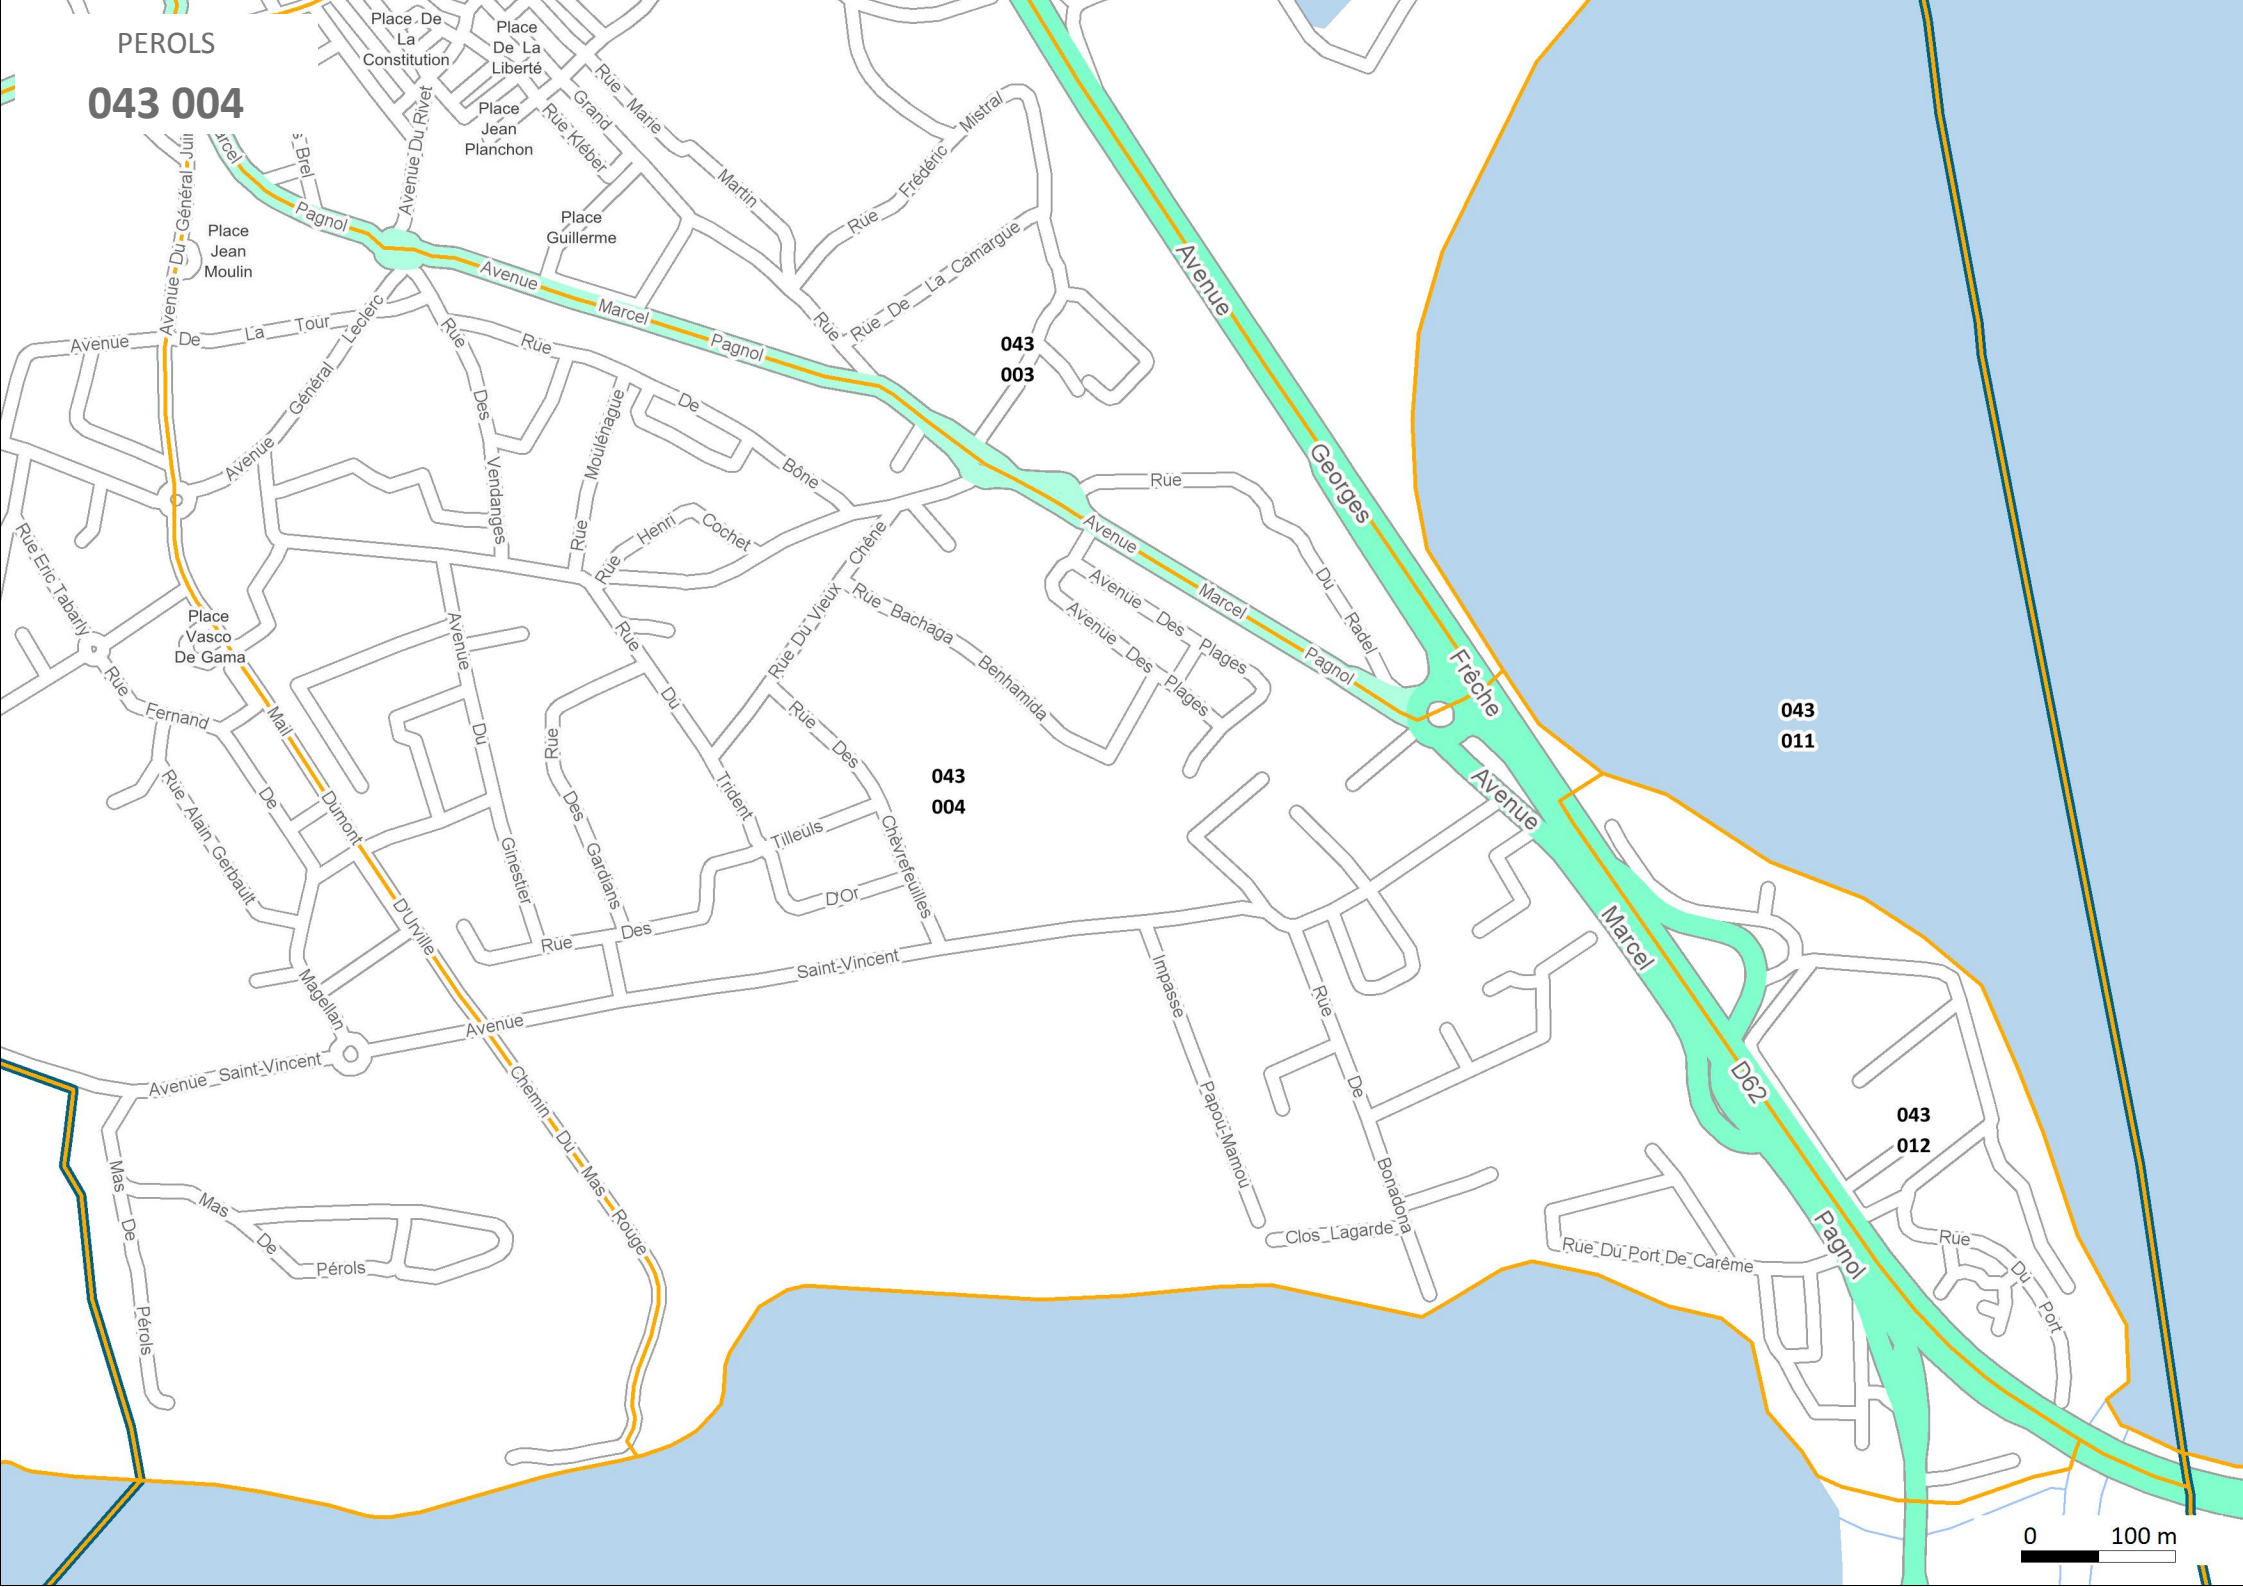 PEROLS
043 004
Place De
La
Constitution
Place
De La
Liberté
Place
Jean
Planchon
Rue Marie
Martin
Grand
Rue
Rue Kléber
Avenue Du Rivet
Brel
Pagnol
Avenue Du Général
Place
Jean
Moulin
Place
Guillerme
Rue Frédéric Mistral
Rue De La Camargue
Avenue Marcel Pagnol
Avenue De La Tour
Avenue Général Leclerc
Rue Des Vendanges
Rue De Bône
Rue Moulénague
043
003
Avenue Georges Frêche
Rue Du Radel
Avenue Marcel Pagnol
Avenue Des Plages
Avenue Des Plages
Rue Henri Cochet
Rue Du Vieux Chêne
Rue Bachaga Benhamida
Rue Eric Tabarly
Place
Vasco
De Gama
Rue Fernand De Magellan
Rue Alain Gerbault
Mail Dumont D'Urville
Avenue Du Ginestier
Rue Du Trident
Rue Des Gardians
Rue Des Chèvrefeuilles
Rue Des Tilleuls
D'Or
043
004
043
011
Avenue Marcel Pagnol
D62
Avenue Saint-Vincent
Avenue Saint-Vincent
Chemin Du Mas Rouge
Impasse Papou-Mamou
Rue De Bonadona
Clos Lagarde
Rue Du Port De Carême
043
012
Rue Du Port
Mas De Pérols
Mas De Pérols
0 100 m